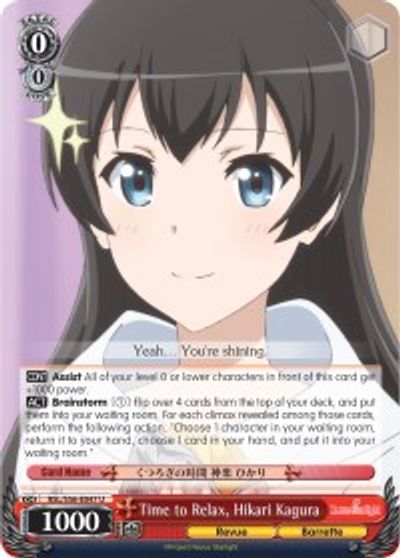 0
0
Yeah... You're shining.
CONT Assist All of your level 0 or lower characters in front of this card get
+1000 power.
ACT Brainstorm [(1)] flip over 4 cards from the top of your deck, and put
them into your waiting room. For each climax revealed among those cards,
perform the following action. "Choose 1 character in your waiting room,
return it to your hand, choose 1 card in your hand, and put it into your
waiting room."
Card Name くつろぎの時間 神楽 ひかり
1000 Time to Relax, Hikari Kagura
Revue Barrette
©Project Revue Starlight